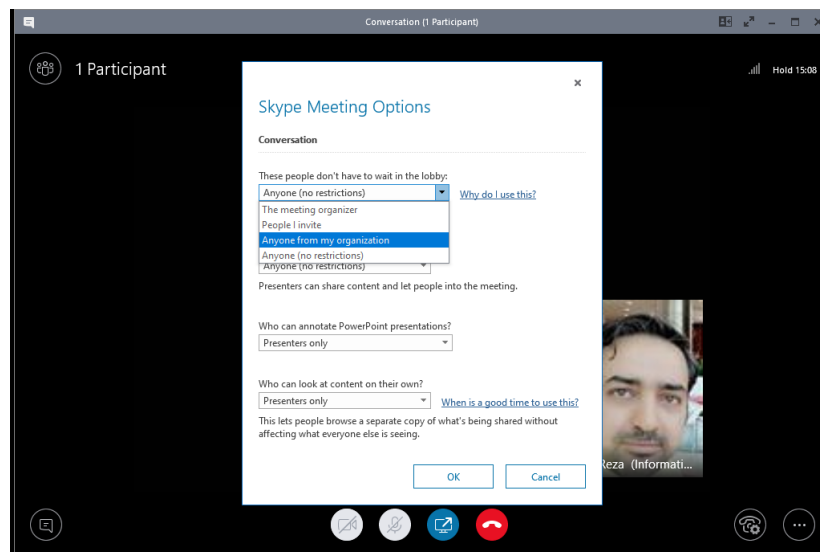 Conversation (1 Participant)
1 Participant
Hold 15:08
Skype Meeting Options
Conversation
These people don't have to wait in the lobby:
Anyone (no restrictions)
Why do I use this?
The meeting organizer
People I invite
Anyone from my organization
Anyone (no restrictions)
Anyone (no restrictions)
Presenters can share content and let people into the meeting.
Who can annotate PowerPoint presentations?
Presenters only
Who can look at content on their own?
Presenters only
When is a good time to use this?
This lets people browse a separate copy of what's being shared without
affecting what everyone else is seeing.
Reza (Informati...
OK
Cancel